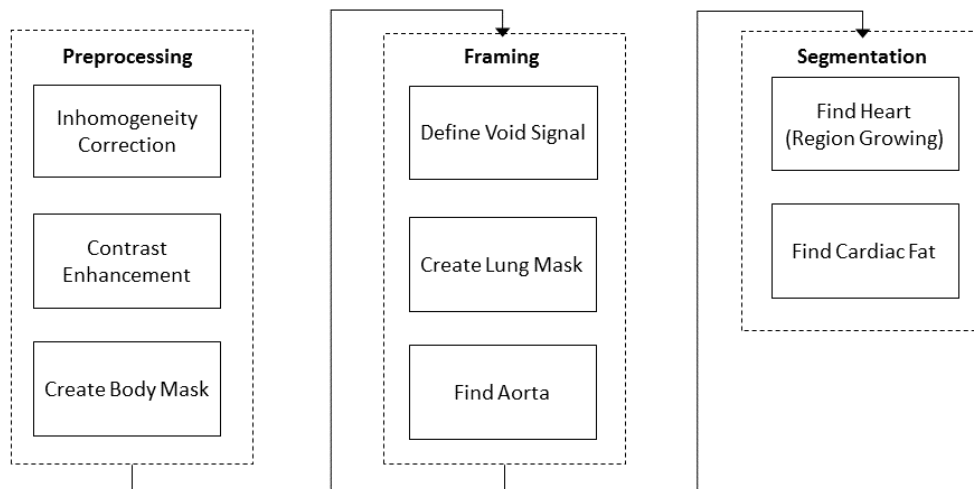 Preprocessing
Inhomogeneity
Correction
Contrast
Enhancement
Create Body Mask
Framing
Define Void Signal
Create Lung Mask
Find Aorta
Segmentation
Find Heart
(Region Growing)
Find Cardiac Fat